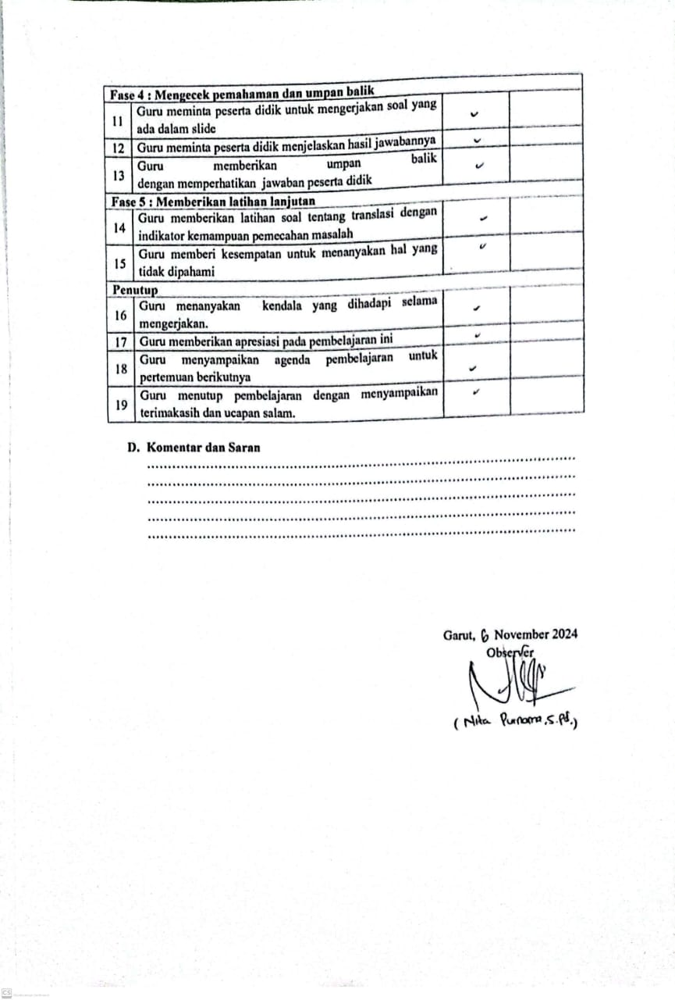 Fase 4 : Mengecek pemahaman dan umpan balik
11 Guru meminta peserta didik untuk mengerjakan soal yang ✓
ada dalam slide
12 Guru meminta peserta didik menjelaskan hasil jawabannya ✓
13 Guru memberikan umpan balik ✓
dengan memperhatikan jawaban peserta didik
Fase 5 : Memberikan latihan lanjutan
14 Guru memberikan latihan soal tentang translasi dengan ✓
indikator kemampuan pemecahan masalah
15 Guru memberi kesempatan untuk menanyakan hal yang ✓
tidak dipahami
Penutup
16 Guru menanyakan kendala yang dihadapi selama ✓
mengerjakan.
17 Guru memberikan apresiasi pada pembelajaran ini ✓
18 Guru menyampaikan agenda pembelajaran untuk ✓
pertemuan berikutnya
19 Guru menutup pembelajaran dengan menyampaikan ✓
terimakasih dan ucapan salam.
D. Komentar dan Saran
Garut, 6 November 2024
Observer
( Nita Purnama, S.Pd. )
CS